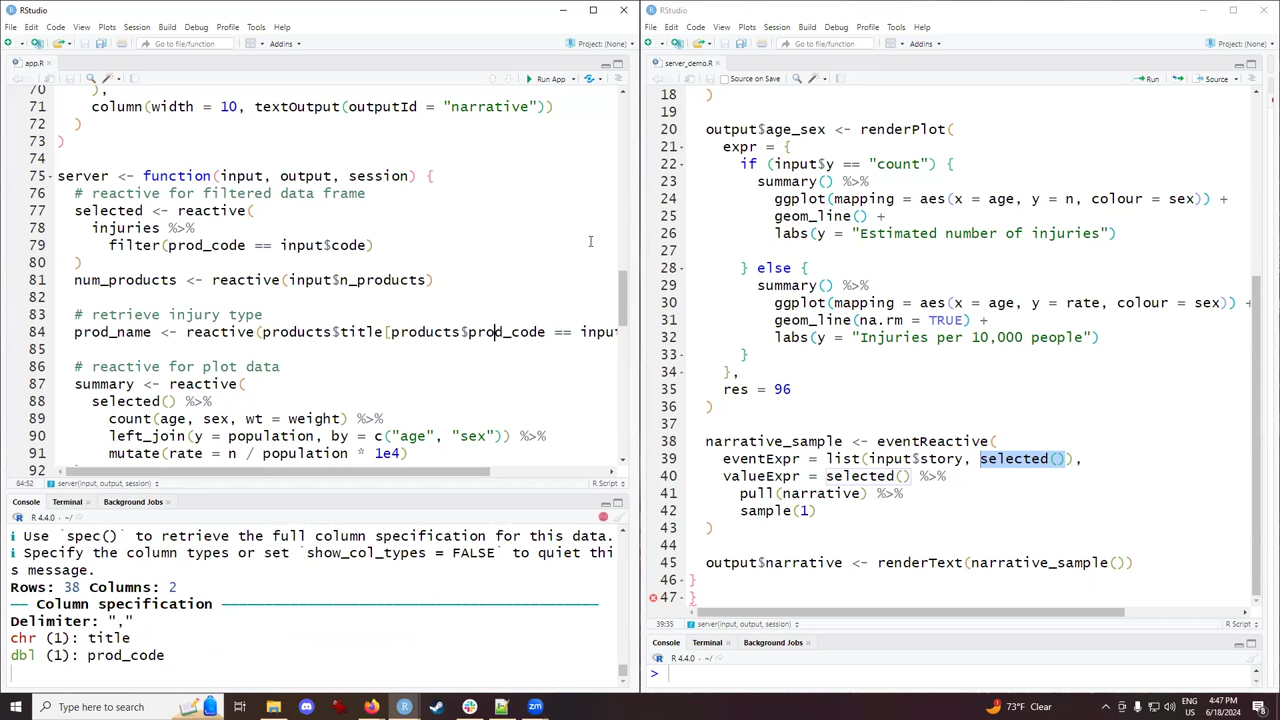 RStudio
File Edit Code View Plots Session Build Debug Profile Tools Help
Go to file/function
Addins
Project: (None)
app.R
Run App
70 ),
71 column(width = 10, textOutput(outputId = "narrative"))
72 )
73 )
74
75 server <- function(input, output, session) {
76 # reactive for filtered data frame
77 selected <- reactive(
78 injuries %>%
79 filter(prod_code == input$code)
80 )
81 num_products <- reactive(input$n_products)
82
83 # retrieve injury type
84 prod_name <- reactive(products$title[products$prod_code == input
85
86 # reactive for plot data
87 summary <- reactive(
88 selected() %>%
89 count(age, sex, wt = weight) %>%
90 left_join(y = population, by = c("age", "sex")) %>%
91 mutate(rate = n / population * 1e4)
92 )
84:52 server(input, output, session)
R Script
Console Terminal Background Jobs
R 4.4.0 · ~/
i Use `spec()` to retrieve the full column specification for this data.
i Specify the column types or set `show_col_types = FALSE` to quiet thi
s message.
Rows: 38 Columns: 2
── Column specification ──
Delimiter: ","
chr (1): title
dbl (1): prod_code
RStudio
File Edit Code View Plots Session Build Debug Profile Tools Help
Go to file/function
Addins
Project: (None)
server_demo.R
Source on Save
Run
Source
18 )
19
20 output$age_sex <- renderPlot(
21 expr = {
22 if (input$y == "count") {
23 summary() %>%
24 ggplot(mapping = aes(x = age, y = n, colour = sex)) +
25 geom_line() +
26 labs(y = "Estimated number of injuries")
27
28 } else {
29 summary() %>%
30 ggplot(mapping = aes(x = age, y = rate, colour = sex)) +
31 geom_line(na.rm = TRUE) +
32 labs(y = "Injuries per 10,000 people")
33 }
34 },
35 res = 96
36 )
37
38 narrative_sample <- eventReactive(
39 eventExpr = list(input$story, selected()),
40 valueExpr = selected() %>%
41 pull(narrative) %>%
42 sample(1)
43 )
44
45 output$narrative <- renderText(narrative_sample())
46 }
47 }
39:35 server(input, output, session)
R Script
Console Terminal Background Jobs
R 4.4.0 · ~/
>
Type here to search
73°F Clear
ENG
US
4:47 PM
6/18/2024